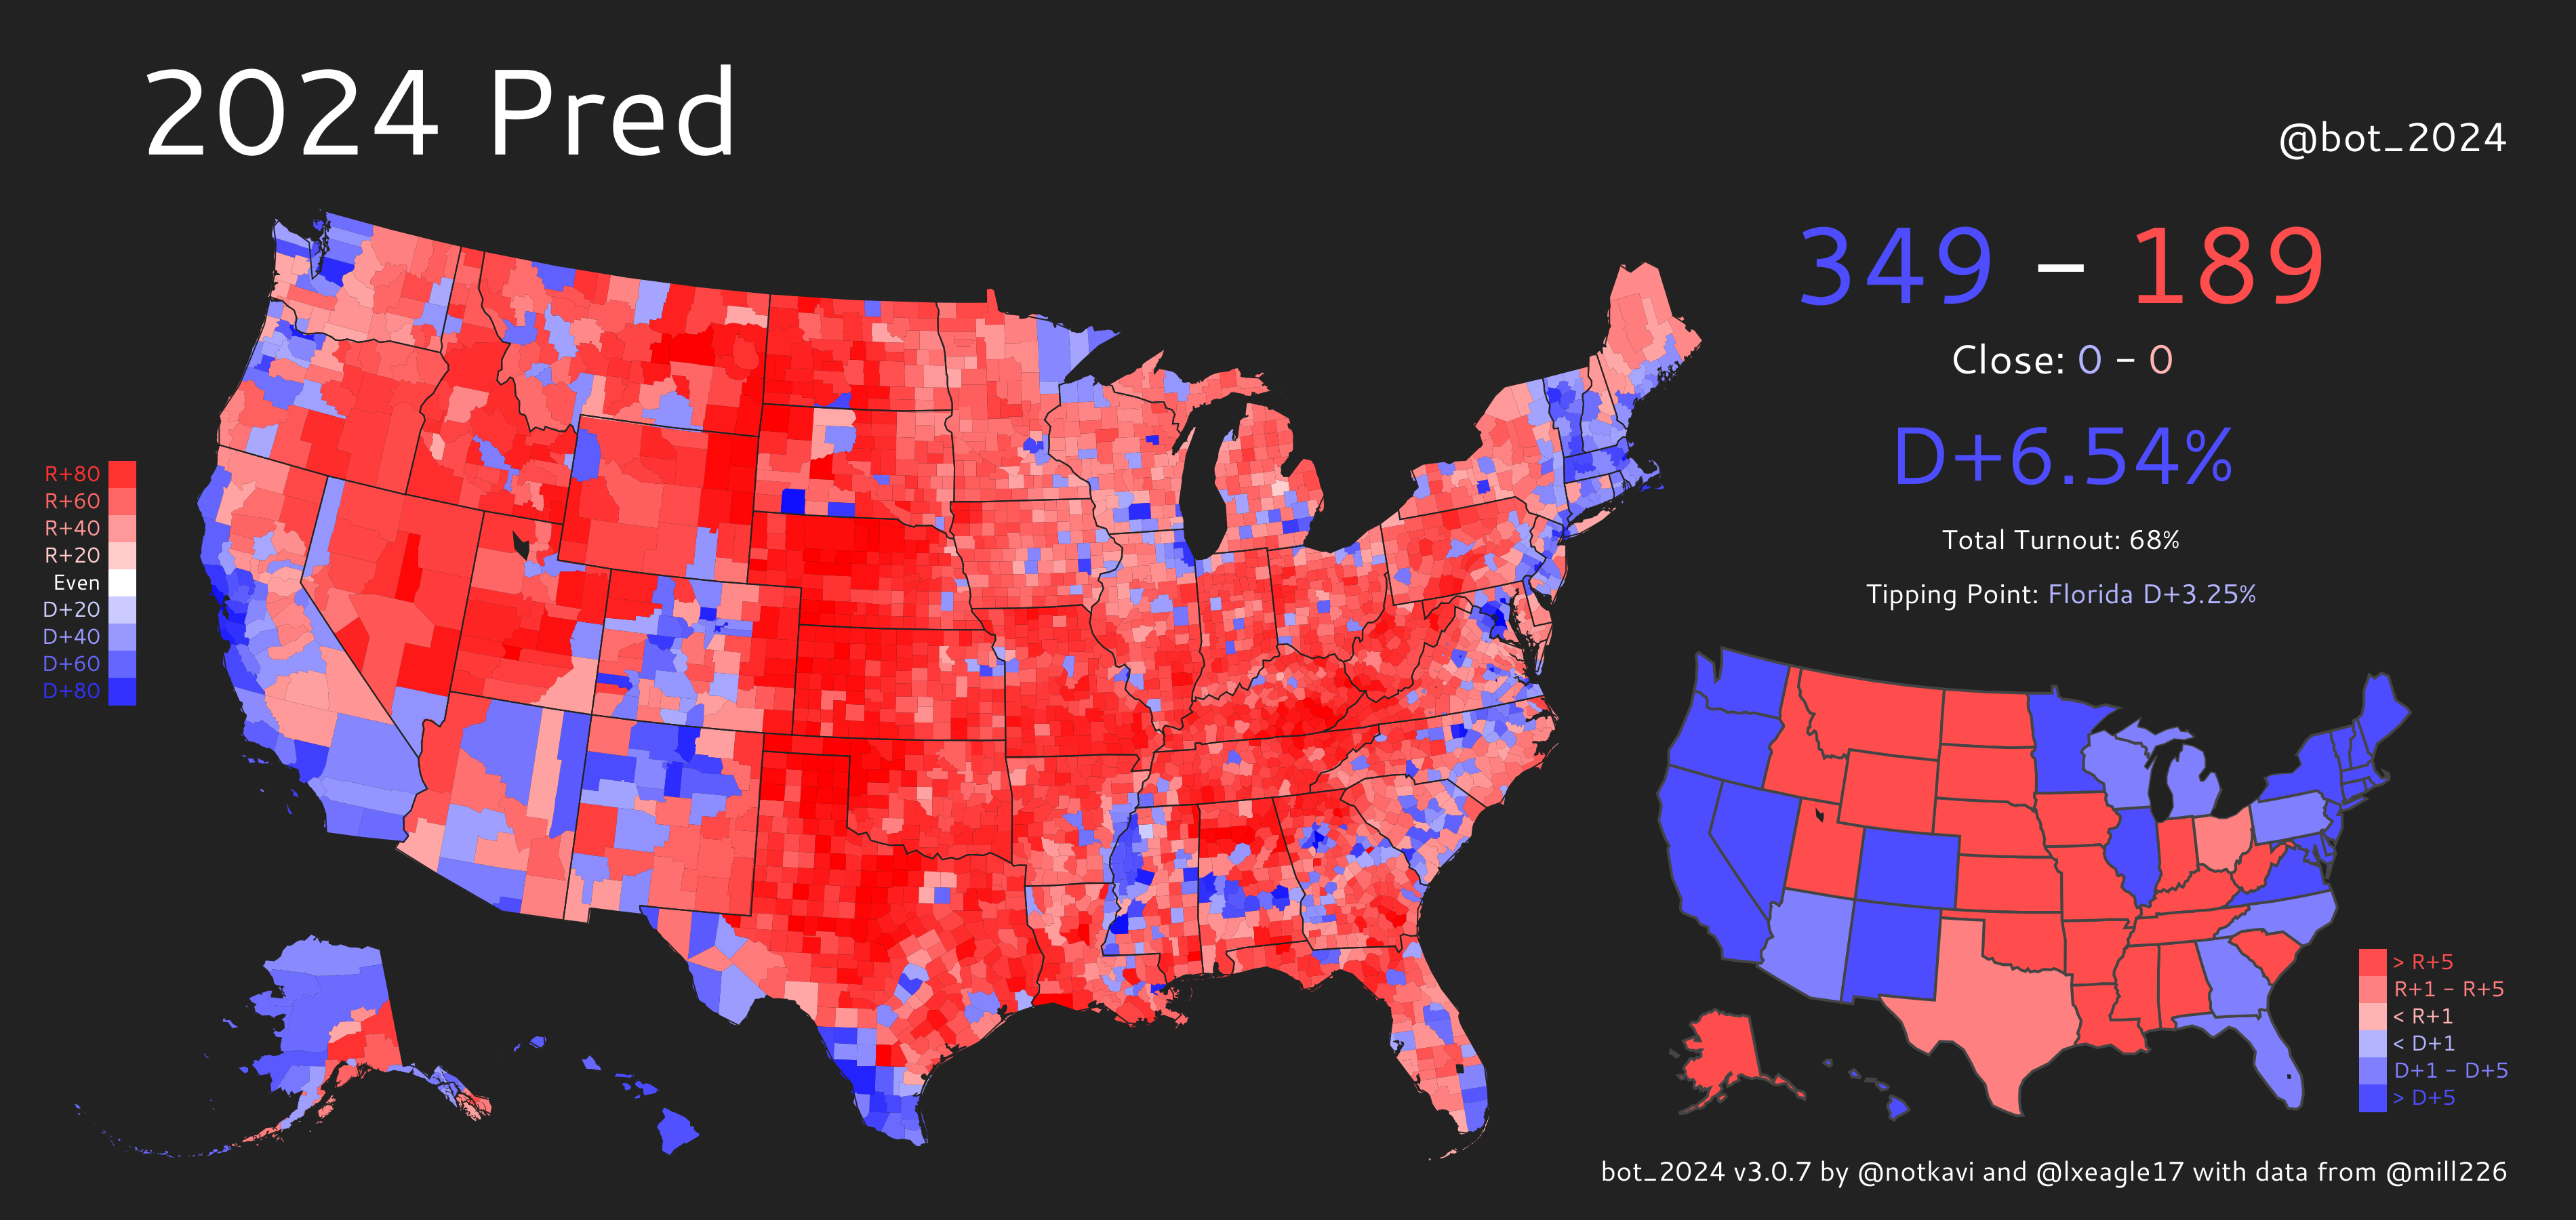 2024 Pred
@bot_2024
349 – 189
Close: 0 – 0
D+6.54%
Total Turnout: 68%
Tipping Point: Florida D+3.25%
R+80
R+60
R+40
R+20
Even
D+20
D+40
D+60
D+80
> R+5
R+1 – R+5
< R+1
< D+1
D+1 – D+5
> D+5
bot_2024 v3.0.7 by @notkavi and @lxeagle17 with data from @mill226